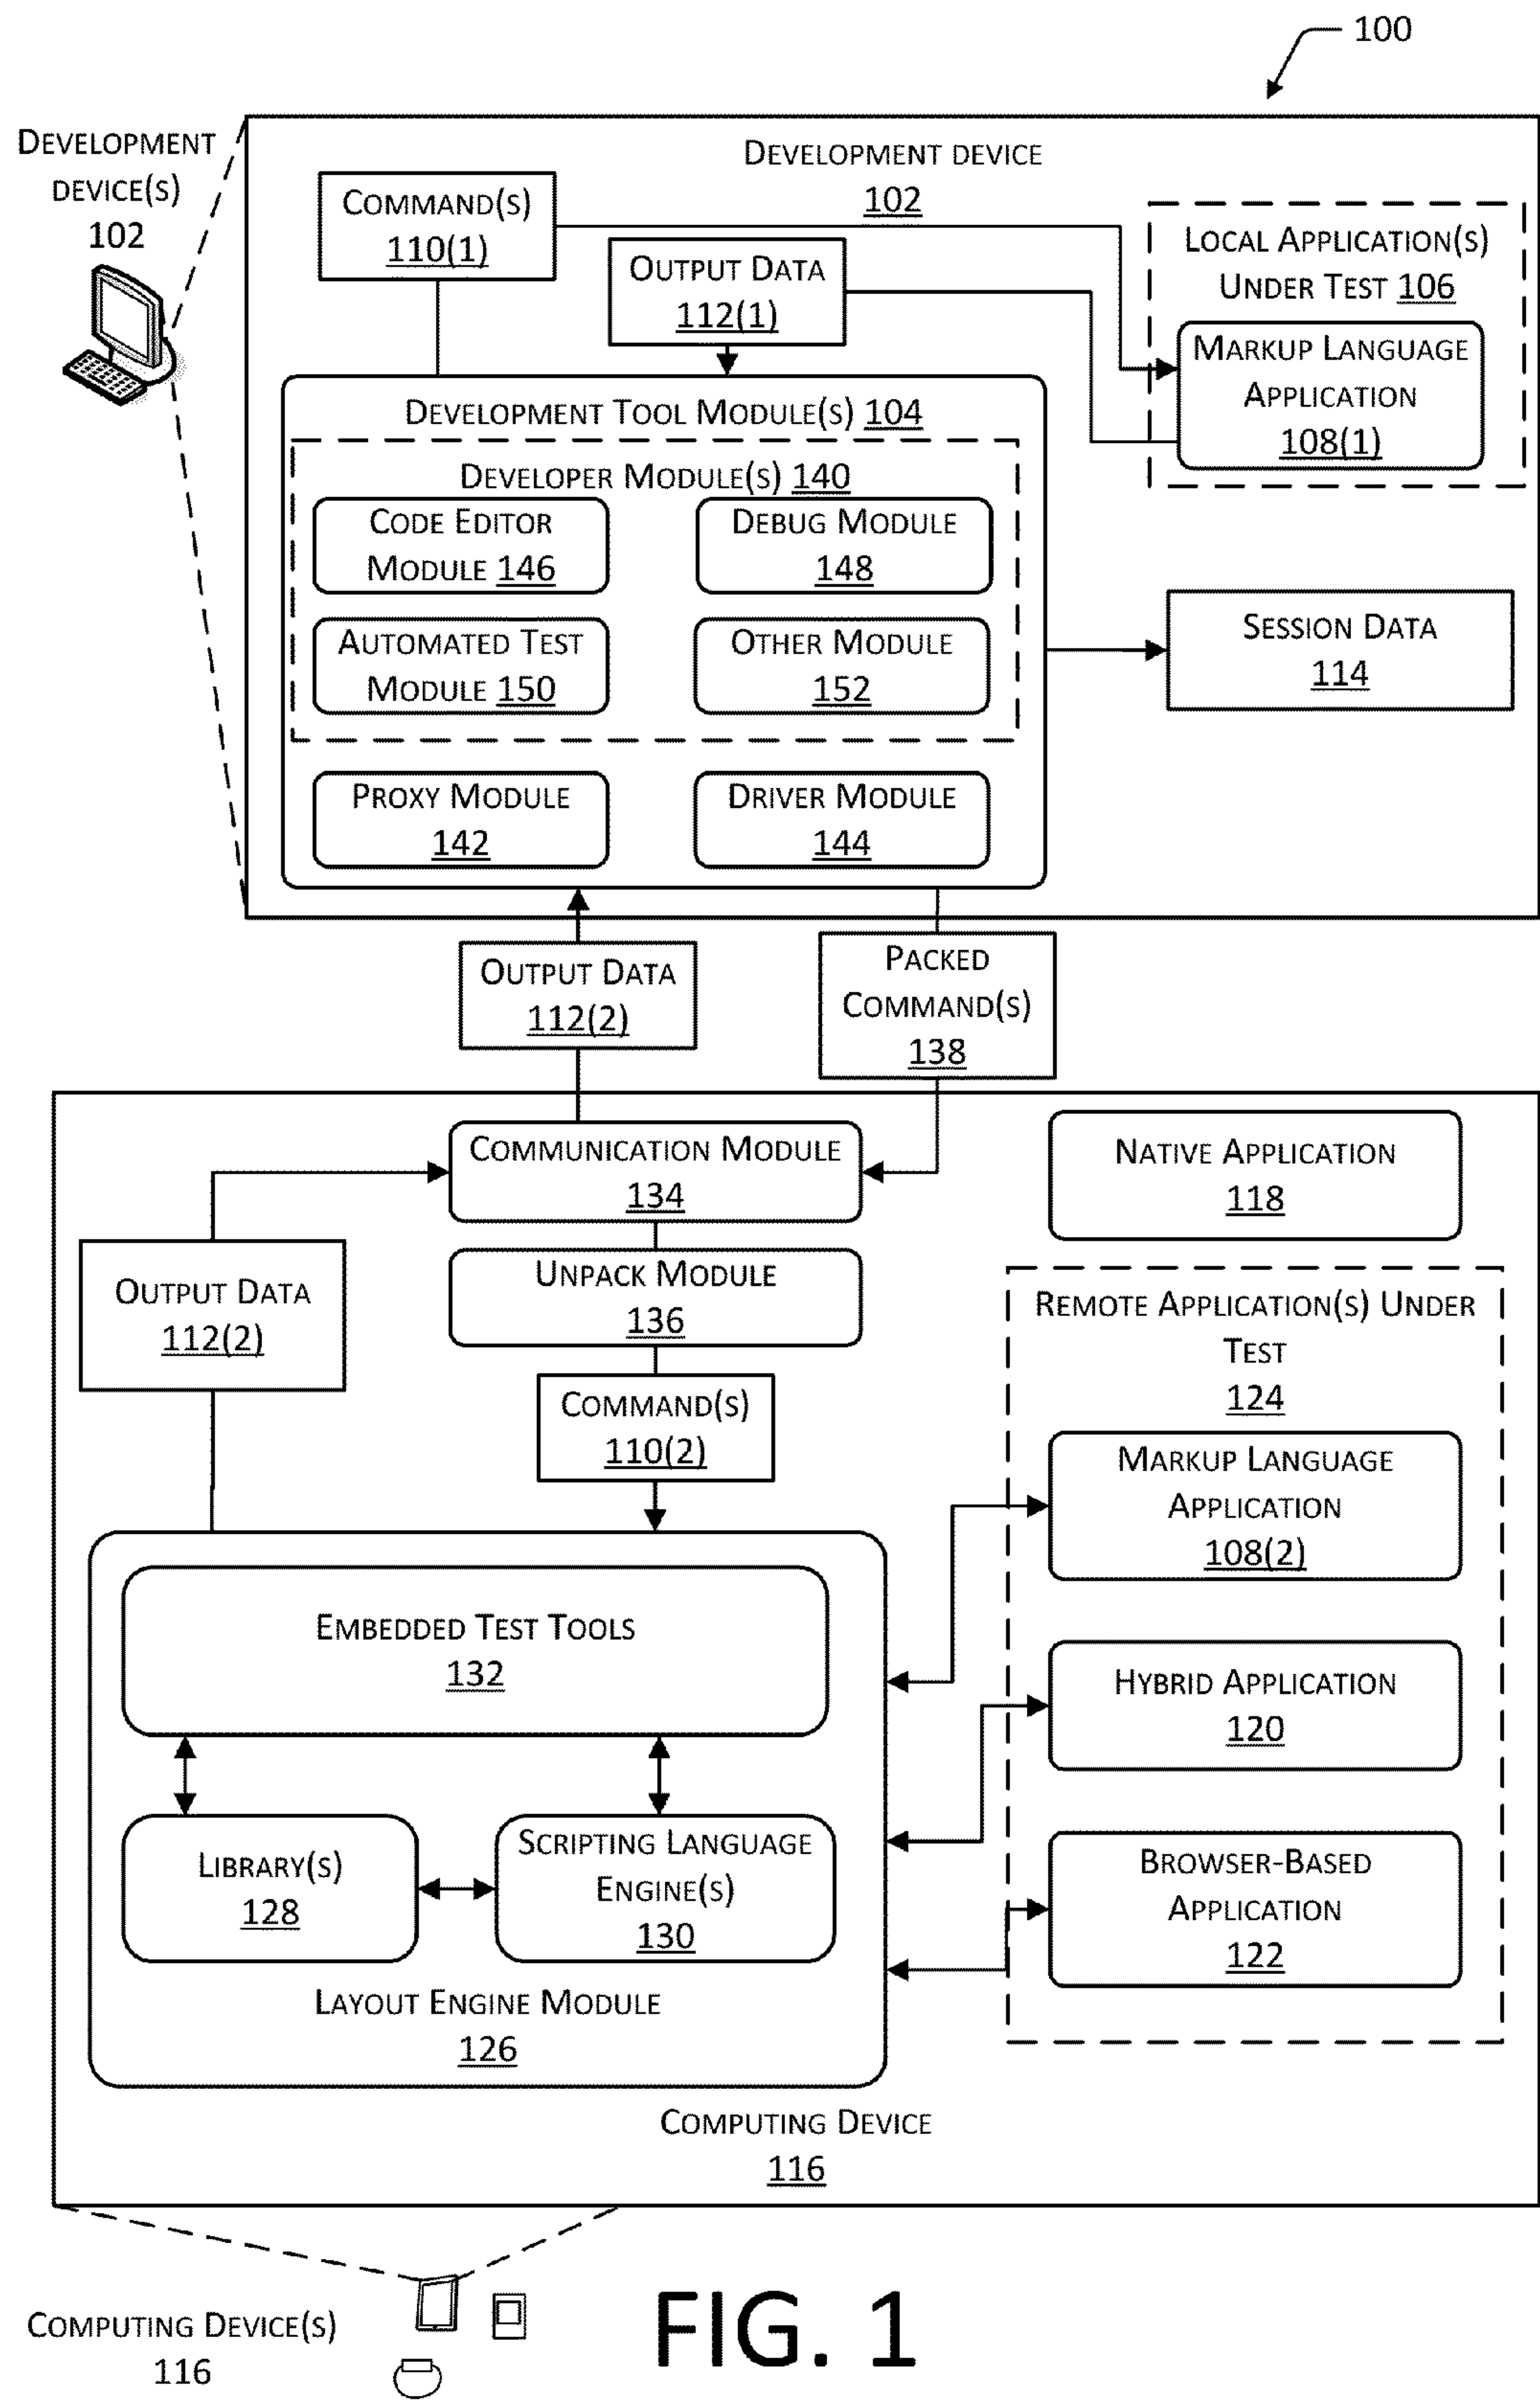 100
Development
device(s)
102
Development device
102
Command(s)
110(1)
Output Data
112(1)
Local Application(s)
Under Test 106
Markup Language
Application
108(1)
Development Tool Module(s) 104
Developer Module(s) 140
Code Editor
Module 146
Debug Module
148
Automated Test
Module 150
Other Module
152
Session Data
114
Proxy Module
142
Driver Module
144
Output Data
112(2)
Packed
Command(s)
138
Communication Module
134
Native Application
118
Output Data
112(2)
Unpack Module
136
Command(s)
110(2)
Remote Application(s) Under
Test
124
Markup Language
Application
108(2)
Embedded Test Tools
132
Hybrid Application
120
Library(s)
128
Scripting Language
Engine(s)
130
Browser-Based
Application
122
Layout Engine Module
126
Computing Device
116
Computing Device(s)
116
FIG. 1